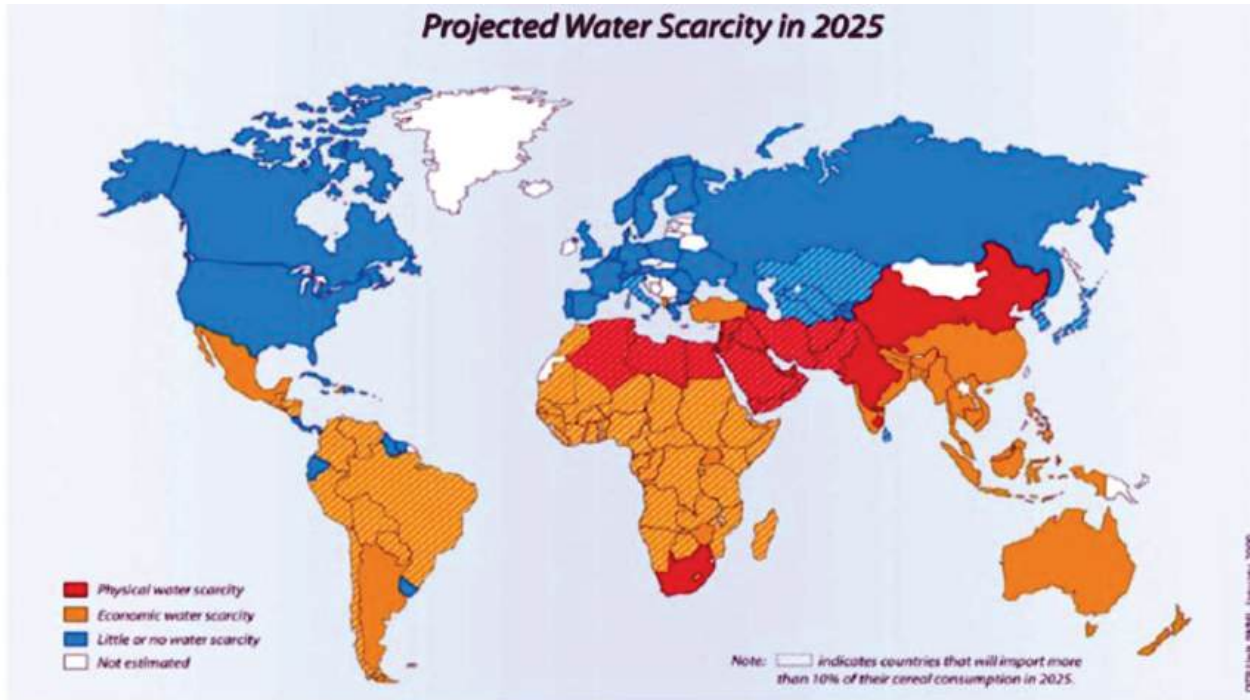 Projected Water Scarcity in 2025
Physical water scarcity
Economic water scarcity
Little or no water scarcity
Not estimated
Note: indicates countries that will import more
than 10% of their cereal consumption in 2025.